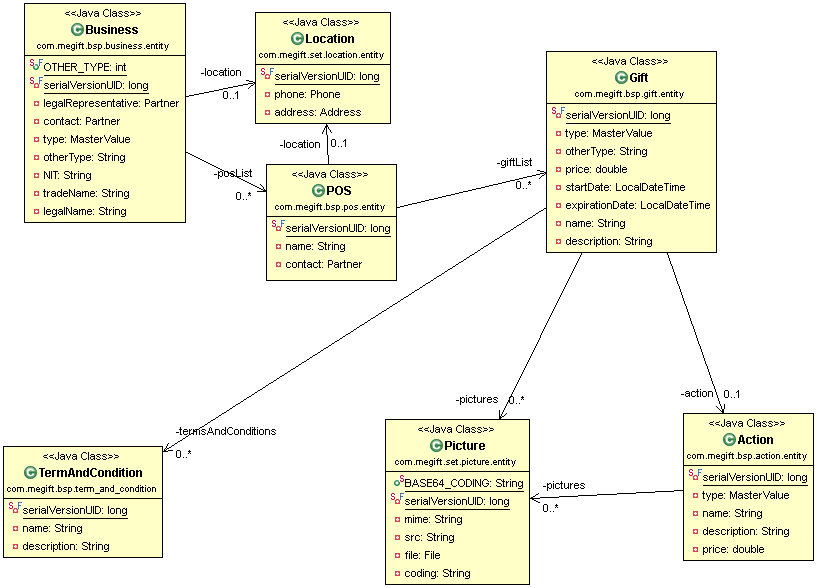 <<Java Class>>
Business
com.megift.bsp.business.entity
OTHER_TYPE: int
serialVersionUID: long
legalRepresentative: Partner
contact: Partner
type: MasterValue
otherType: String
NIT: String
tradeName: String
legalName: String
-location
0..1
<<Java Class>>
Location
com.megift.set.location.entity
serialVersionUID: long
phone: Phone
address: Address
-location
0..1
-posList
0..*
<<Java Class>>
POS
com.megift.bsp.pos.entity
serialVersionUID: long
name: String
contact: Partner
-giftList
0..*
<<Java Class>>
Gift
com.megift.bsp.gift.entity
serialVersionUID: long
type: MasterValue
otherType: String
price: double
startDate: LocalDateTime
expirationDate: LocalDateTime
name: String
description: String
-termsAndConditions
0..*
-pictures
0..*
-action
0..1
<<Java Class>>
TermAndCondition
com.megift.bsp.term_and_condition
serialVersionUID: long
name: String
description: String
<<Java Class>>
Picture
com.megift.set.picture.entity
BASE64_CODING: String
serialVersionUID: long
mime: String
src: String
file: File
coding: String
-pictures
0..*
<<Java Class>>
Action
com.megift.bsp.action.entity
serialVersionUID: long
type: MasterValue
name: String
description: String
price: double